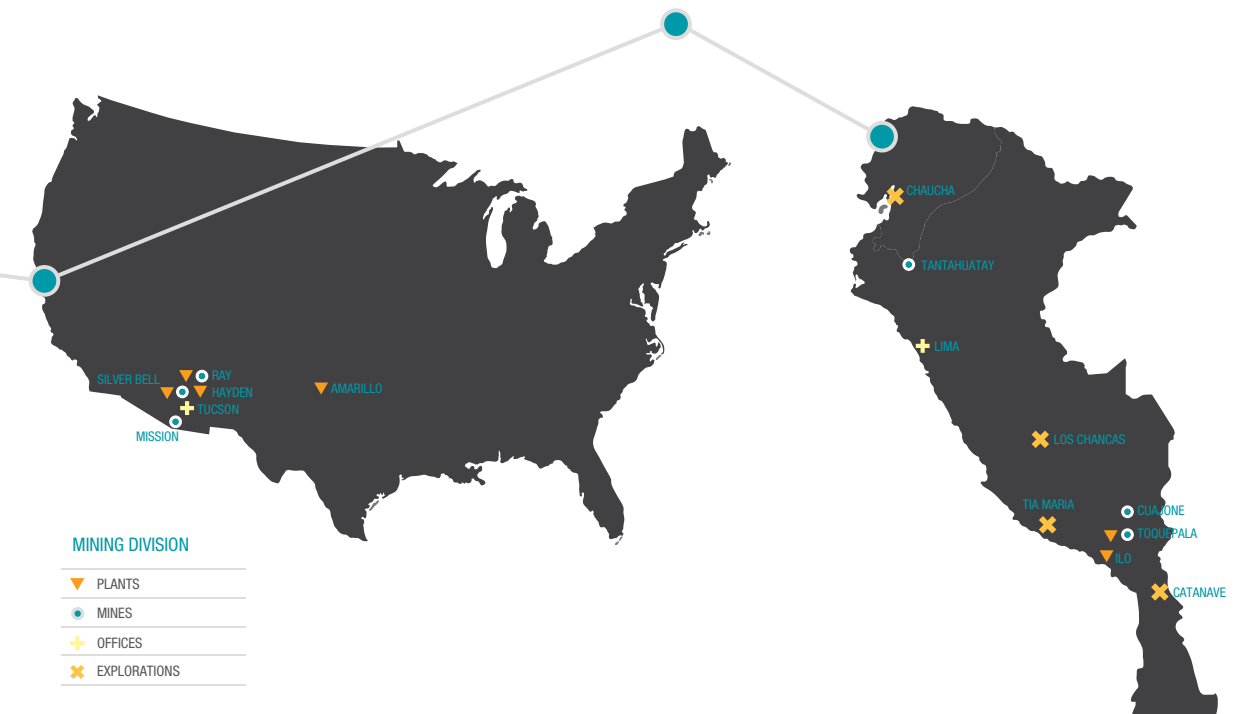 CHAUCHA
TANTAHUATAY
LIMA
RAY
SILVER BELL
HAYDEN
AMARILLO
TUCSON
MISSION
LOS CHANCAS
TIA MARIA
CUAJONE
TOQUEPALA
ILO
CATANAVE
MINING DIVISION
PLANTS
MINES
OFFICES
EXPLORATIONS